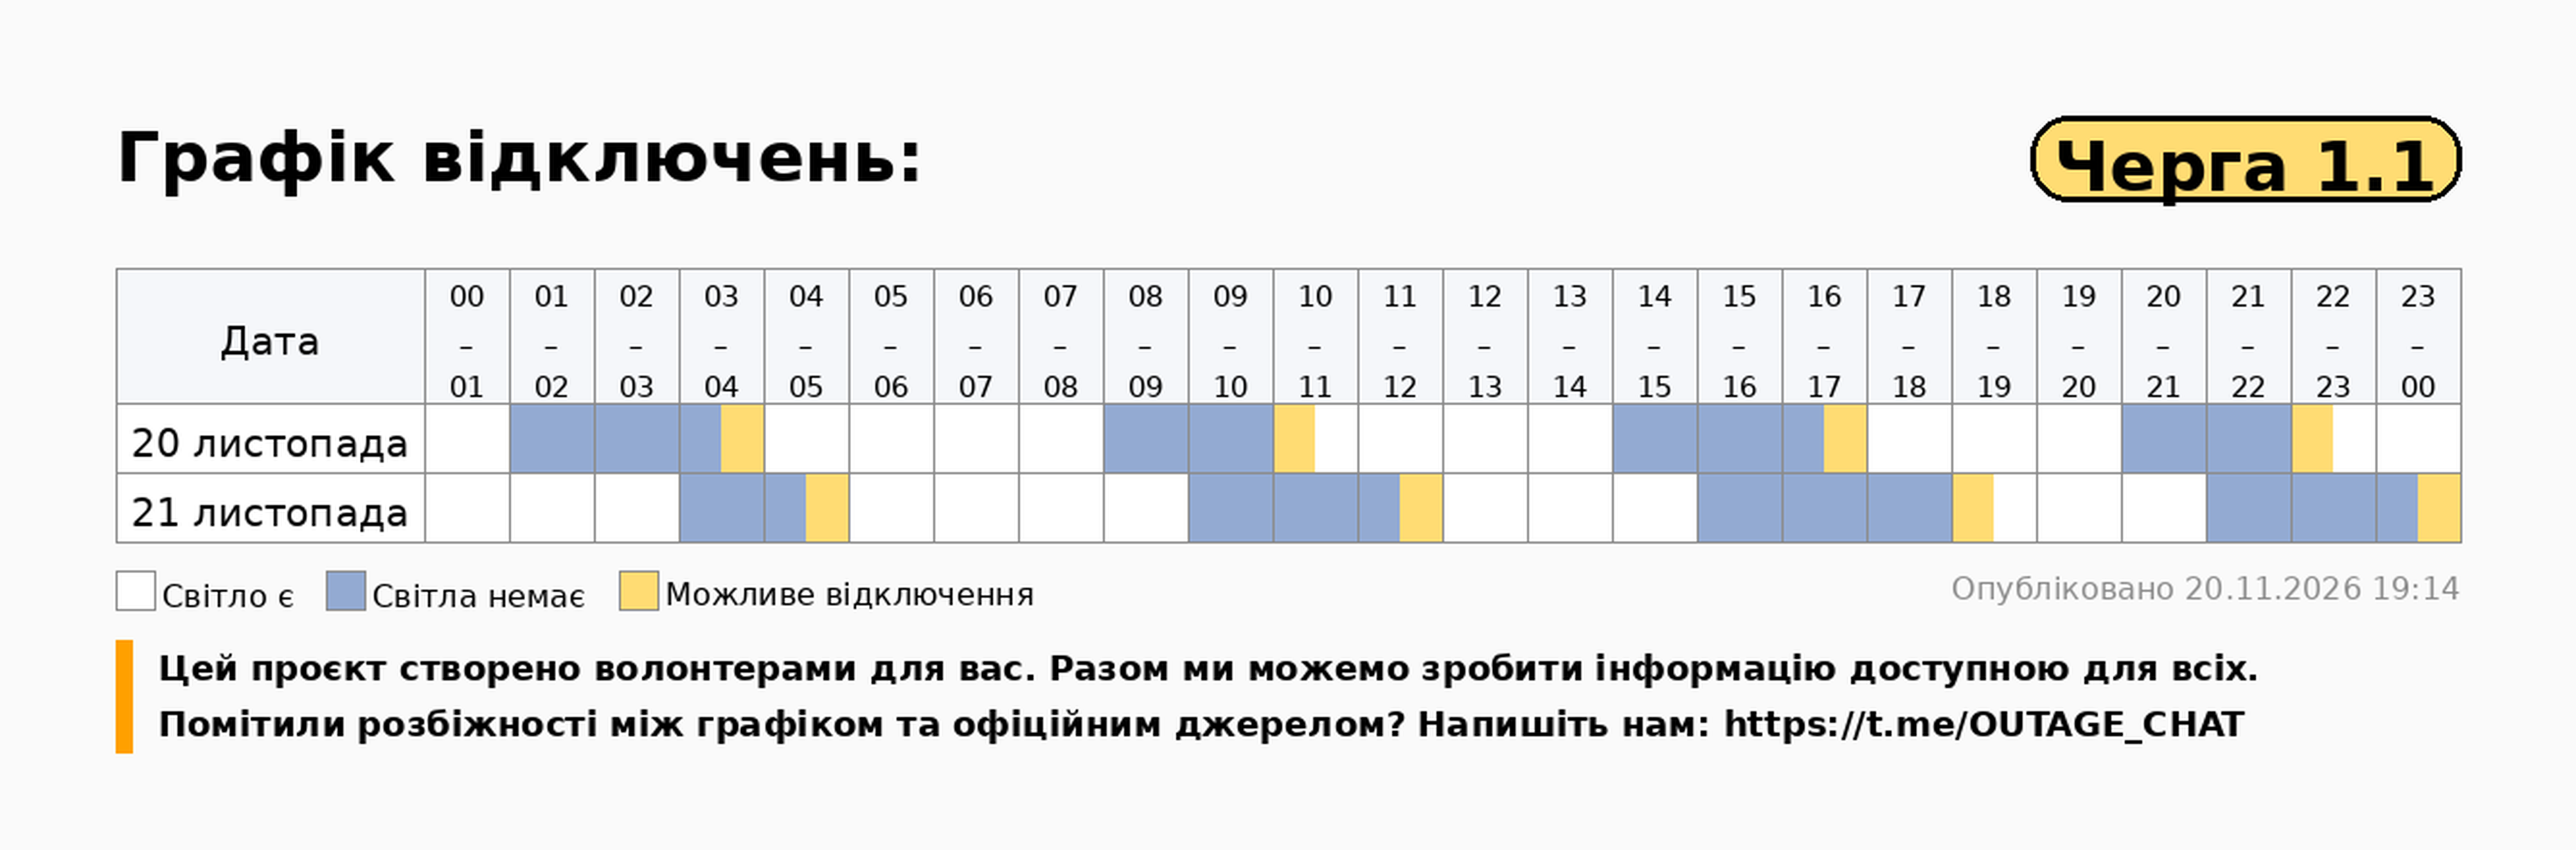 Графік відключень:
Черга 1.1
Дата 00 – 01 01 – 02 02 – 03 03 – 04 04 – 05 05 – 06 06 – 07 07 – 08 08 – 09 09 – 10 10 – 11 11 – 12 12 – 13 13 – 14 14 – 15 15 – 16 16 – 17 17 – 18 18 – 19 19 – 20 20 – 21 21 – 22 22 – 23 23 – 00
20 листопада
21 листопада
Світло є Світла немає Можливе відключення
Опубліковано 20.11.2026 19:14
Цей проєкт створено волонтерами для вас. Разом ми можемо зробити інформацію доступною для всіх.
Помітили розбіжності між графіком та офіційним джерелом? Напишіть нам: https://t.me/OUTAGE_CHAT